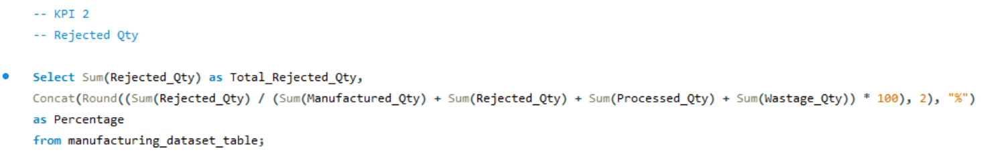 -- KPI 2
-- Rejected Qty
Select Sum(Rejected_Qty) as Total_Rejected_Qty,
Concat(Round((Sum(Rejected_Qty) / (Sum(Manufactured_Qty) + Sum(Rejected_Qty) + Sum(Processed_Qty) + Sum(Wastage_Qty)) * 100), 2), "%")
as Percentage
from manufacturing_dataset_table;